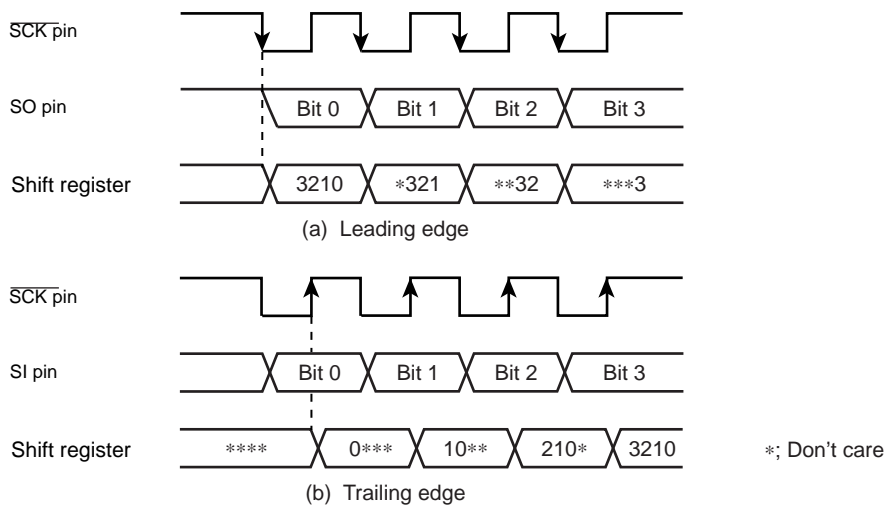 SCK pin
SO pin
Bit 0 Bit 1 Bit 2 Bit 3
Shift register
3210 *321 **32 ***3
(a) Leading edge
SCK pin
SI pin
Bit 0 Bit 1 Bit 2 Bit 3
Shift register
**** 0*** 10** 210* 3210
*; Don't care
(b) Trailing edge